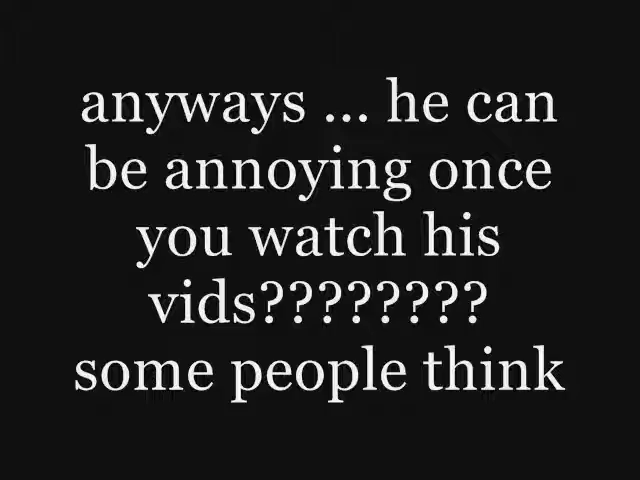 anyways ... he can
be annoying once
you watch his
vids????????
some people think